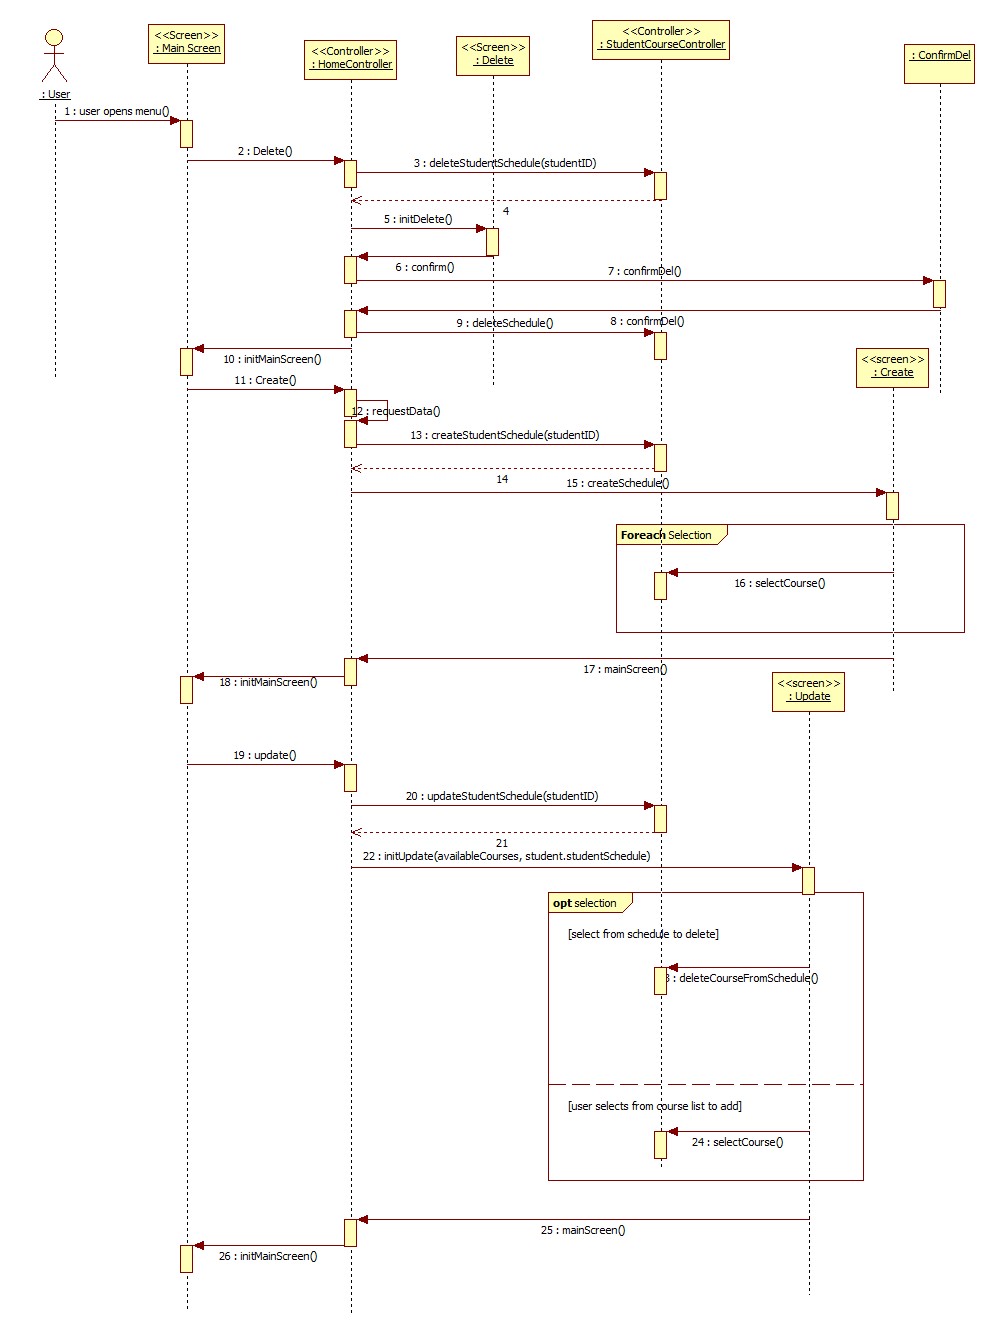 <<Screen>>
: Main Screen
<<Controller>>
: HomeController
<<Screen>>
: Delete
<<Controller>>
: StudentCourseController
: ConfirmDel
: User
1 : user opens menu()
2 : Delete()
3 : deleteStudentSchedule(studentID)
4
5 : initDelete()
6 : confirm()
7 : confirmDel()
8 : confirmDel()
9 : deleteSchedule()
10 : initMainScreen()
<<screen>>
: Create
11 : Create()
12 : requestData()
13 : createStudentSchedule(studentID)
14
15 : createSchedule()
Foreach Selection
16 : selectCourse()
17 : mainScreen()
18 : initMainScreen()
<<screen>>
: Update
19 : update()
20 : updateStudentSchedule(studentID)
21
22 : initUpdate(availableCourses, student.studentSchedule)
opt selection
[select from schedule to delete]
3 : deleteCourseFromSchedule()
[user selects from course list to add]
24 : selectCourse()
25 : mainScreen()
26 : initMainScreen()